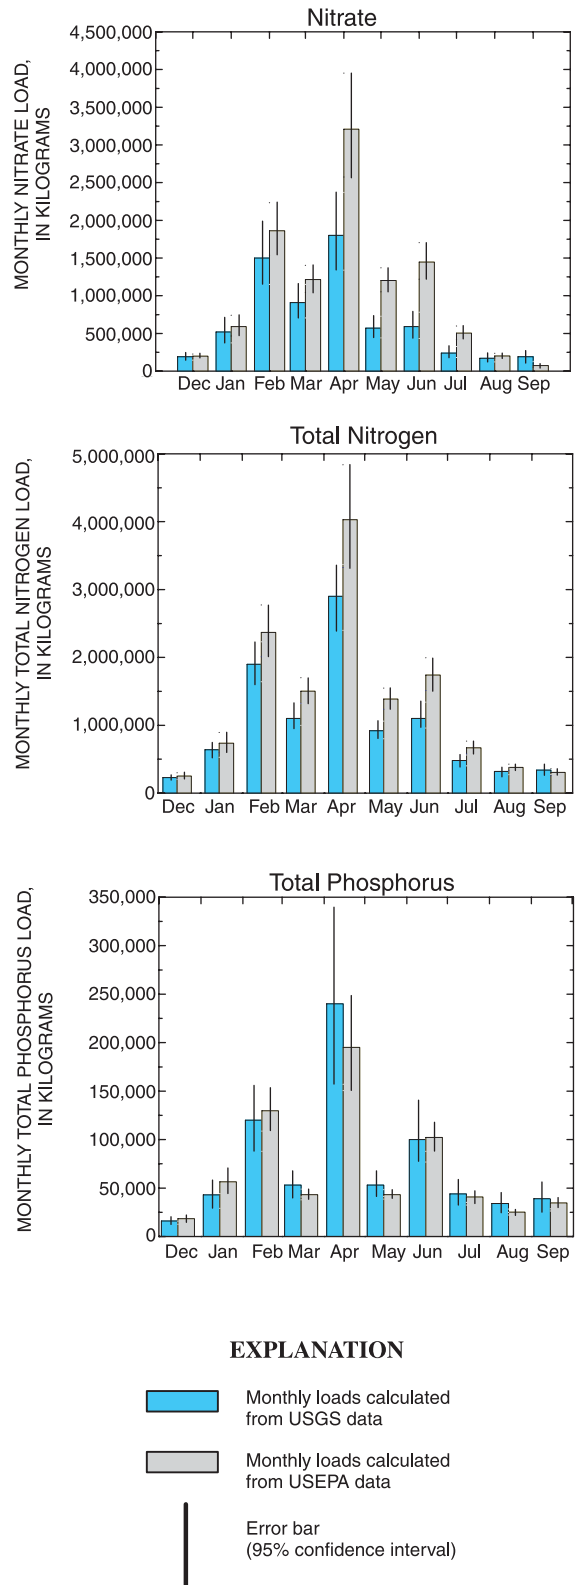 Nitrate
MONTHLY NITRATE LOAD,
IN KILOGRAMS
4,500,000
4,000,000
3,500,000
3,000,000
2,500,000
2,000,000
1,500,000
1,000,000
500,000
0
Dec Jan Feb Mar Apr May Jun Jul Aug Sep
Total Nitrogen
MONTHLY TOTAL NITROGEN LOAD,
IN KILOGRAMS
5,000,000
4,000,000
3,000,000
2,000,000
1,000,000
0
Dec Jan Feb Mar Apr May Jun Jul Aug Sep
Total Phosphorus
MONTHLY TOTAL PHOSPHORUS LOAD,
IN KILOGRAMS
350,000
300,000
250,000
200,000
150,000
100,000
50,000
0
Dec Jan Feb Mar Apr May Jun Jul Aug Sep
EXPLANATION
Monthly loads calculated
from USGS data
Monthly loads calculated
from USEPA data
Error bar
(95% confidence interval)